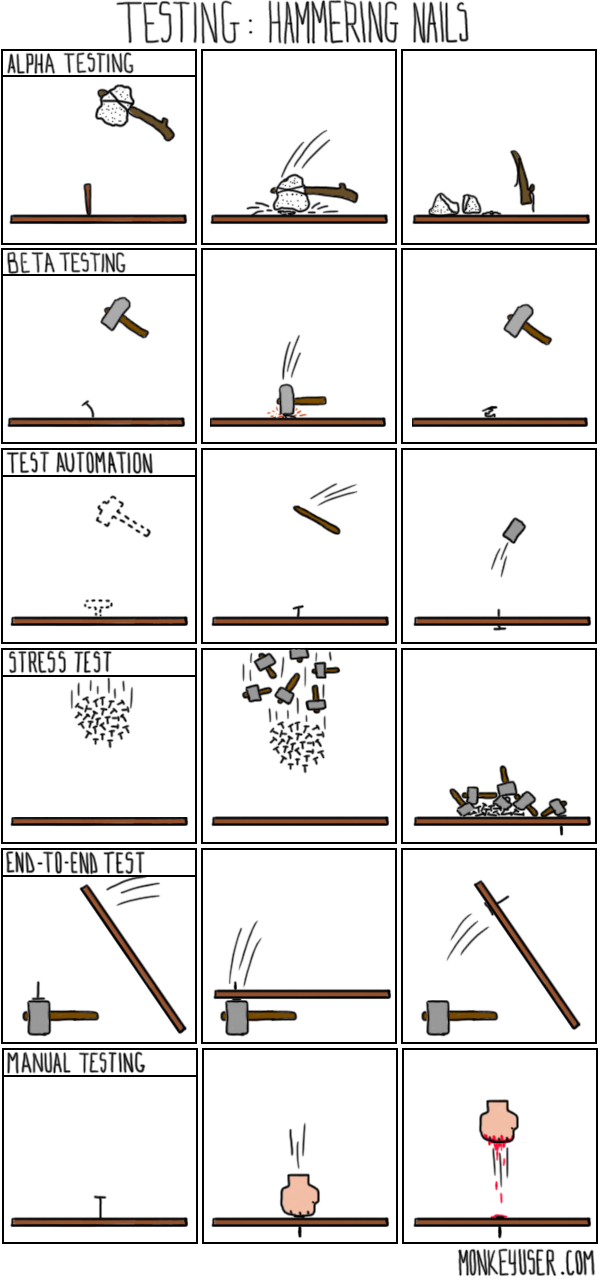 TESTING: HAMMERING NAILS
ALPHA TESTING
BETA TESTING
TEST AUTOMATION
STRESS TEST
END-TO-END TEST
MANUAL TESTING
MONKEYUSER.COM